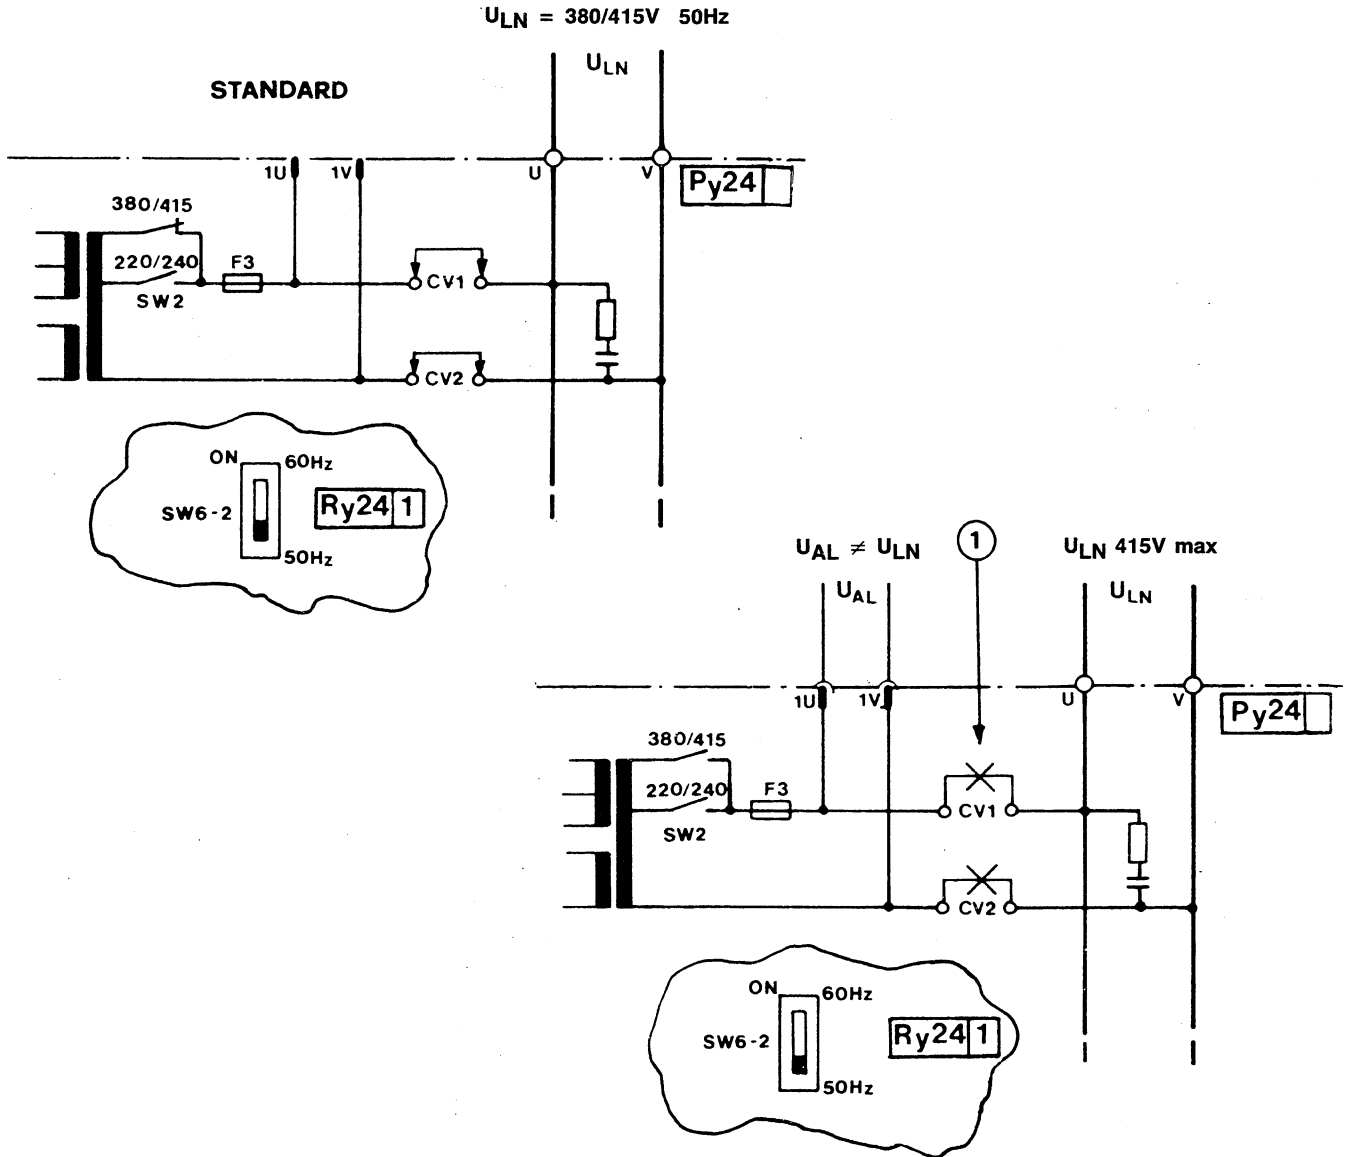 ULN = 380/415V 50Hz
ULN
STANDARD
1U 1V U V
Py24
380/415
220/240 F3
SW2
CV1
CV2
ON 60Hz
SW6-2
Ry24 1
50Hz
UAL ≠ ULN 1 ULN 415V max
UAL ULN
1U 1V U V
Py24
380/415
220/240 F3
SW2
CV1
CV2
ON 60Hz
SW6-2
Ry24 1
50Hz